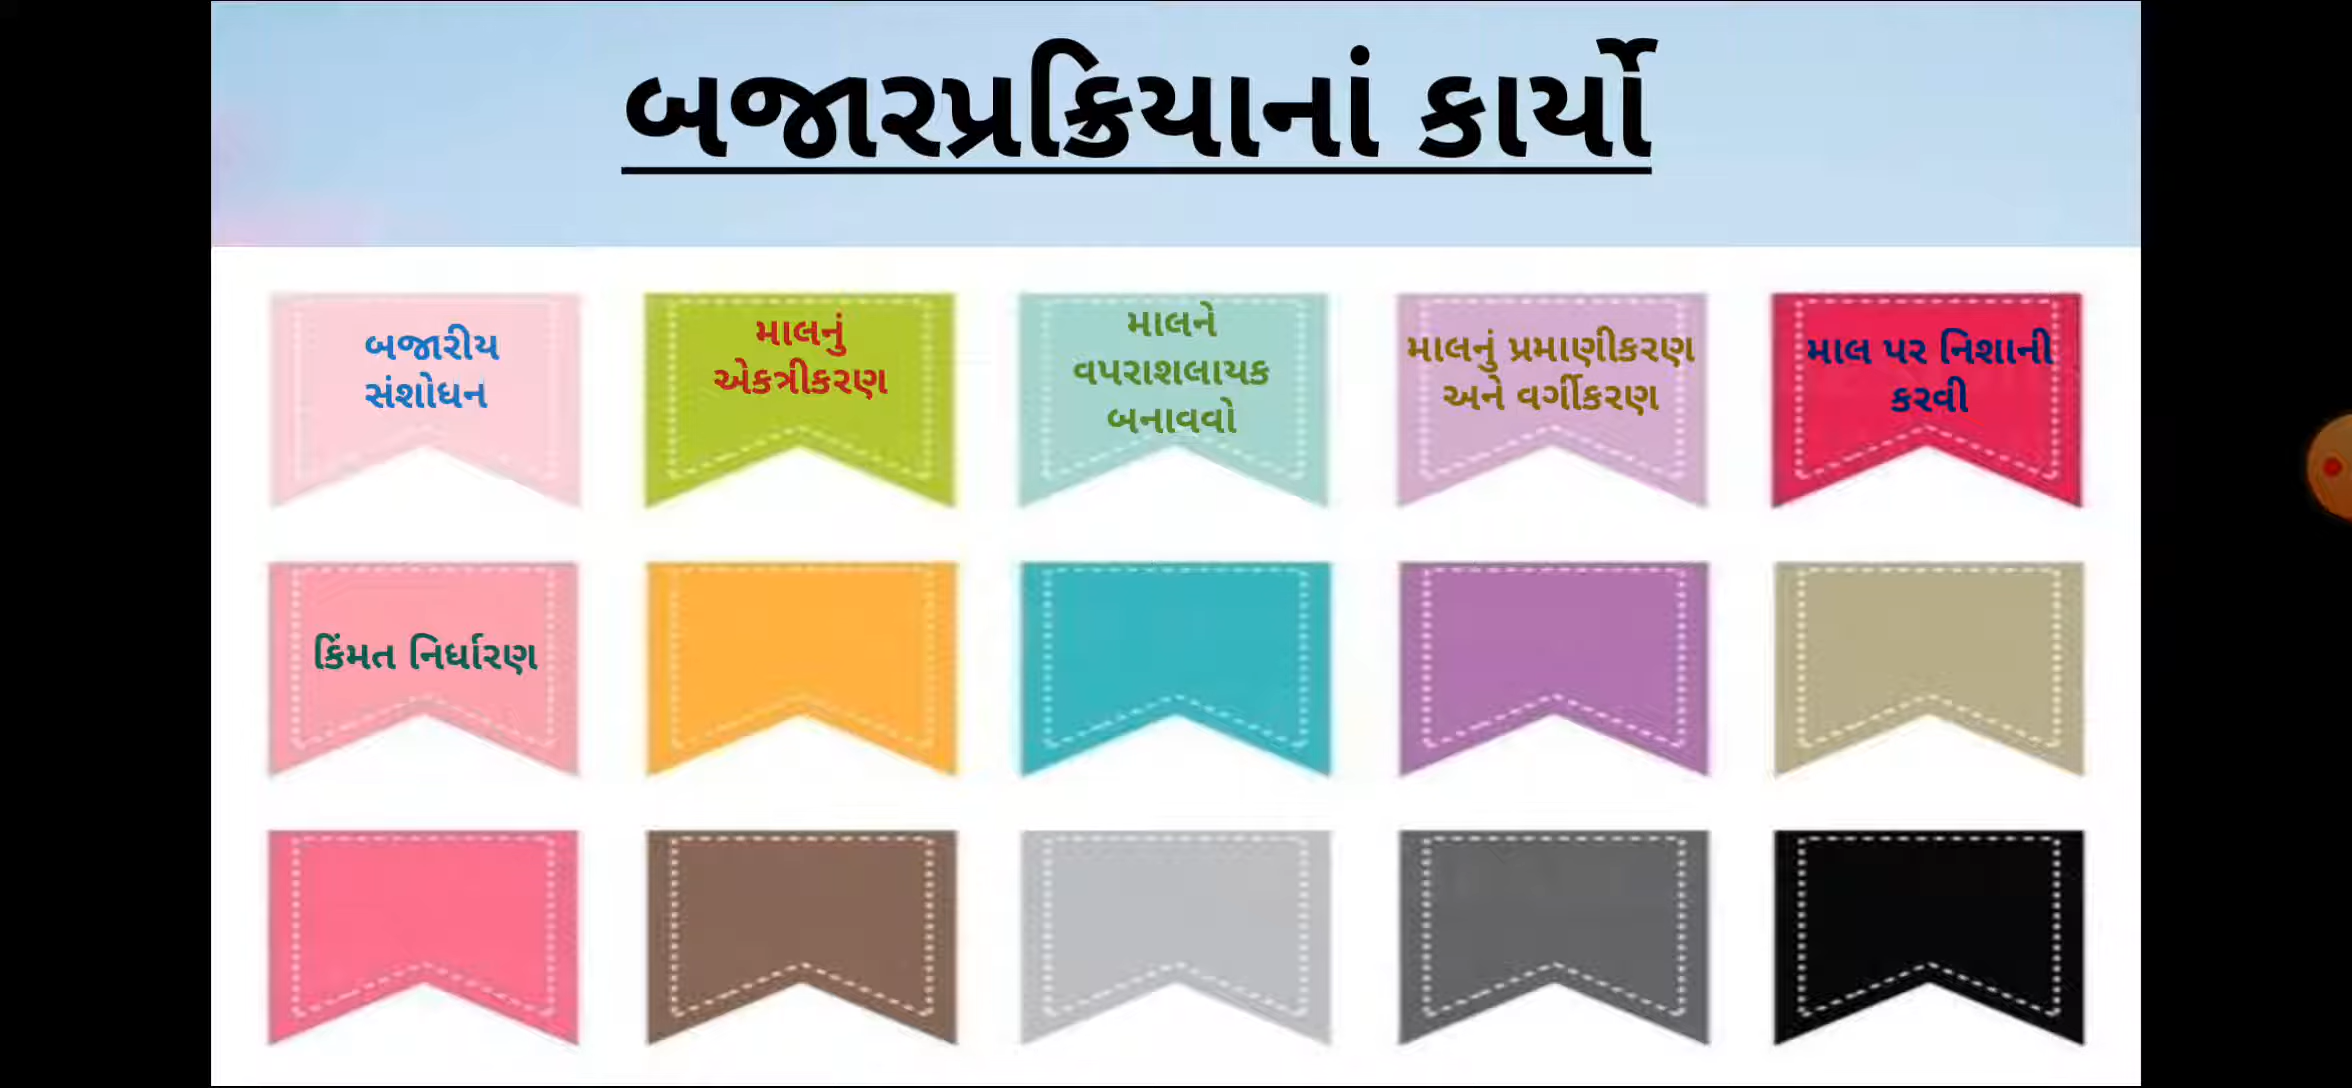 બજારપ્રક્રિયાનાં કાર્યો
બજારીય
સંશોધન
માલનું
એકત્રીકરણ
માલને
વપરાશલાયક
બનાવવો
માલનું પ્રમાણીકરણ
અને વર્ગીકરણ
માલ પર નિશાની
કરવી
કિંમત નિર્ધારણ